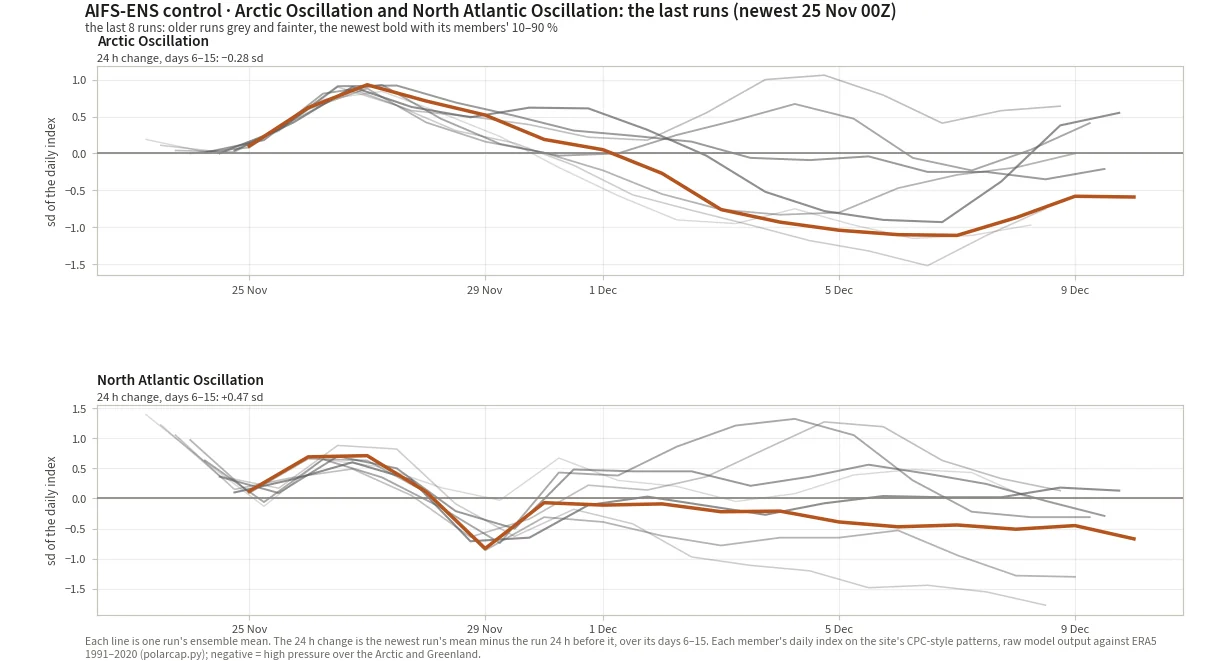 AIFS-ENS control · Arctic Oscillation and North Atlantic Oscillation: the last runs (newest 25 Nov 00Z)
the last 8 runs: older runs grey and fainter, the newest bold with its members' 10–90 %
Arctic Oscillation
24 h change, days 6–15: −0.28 sd
sd of the daily index
1.0
0.5
0.0
−0.5
−1.0
−1.5
25 Nov
29 Nov
1 Dec
5 Dec
9 Dec
North Atlantic Oscillation
24 h change, days 6–15: +0.47 sd
sd of the daily index
1.5
1.0
0.5
0.0
−0.5
−1.0
−1.5
25 Nov
29 Nov
1 Dec
5 Dec
9 Dec
Each line is one run's ensemble mean. The 24 h change is the newest run's mean minus the run 24 h before it, over its days 6–15. Each member's daily index on the site's CPC-style patterns, raw model output against ERA5
1991–2020 (polarcap.py); negative = high pressure over the Arctic and Greenland.